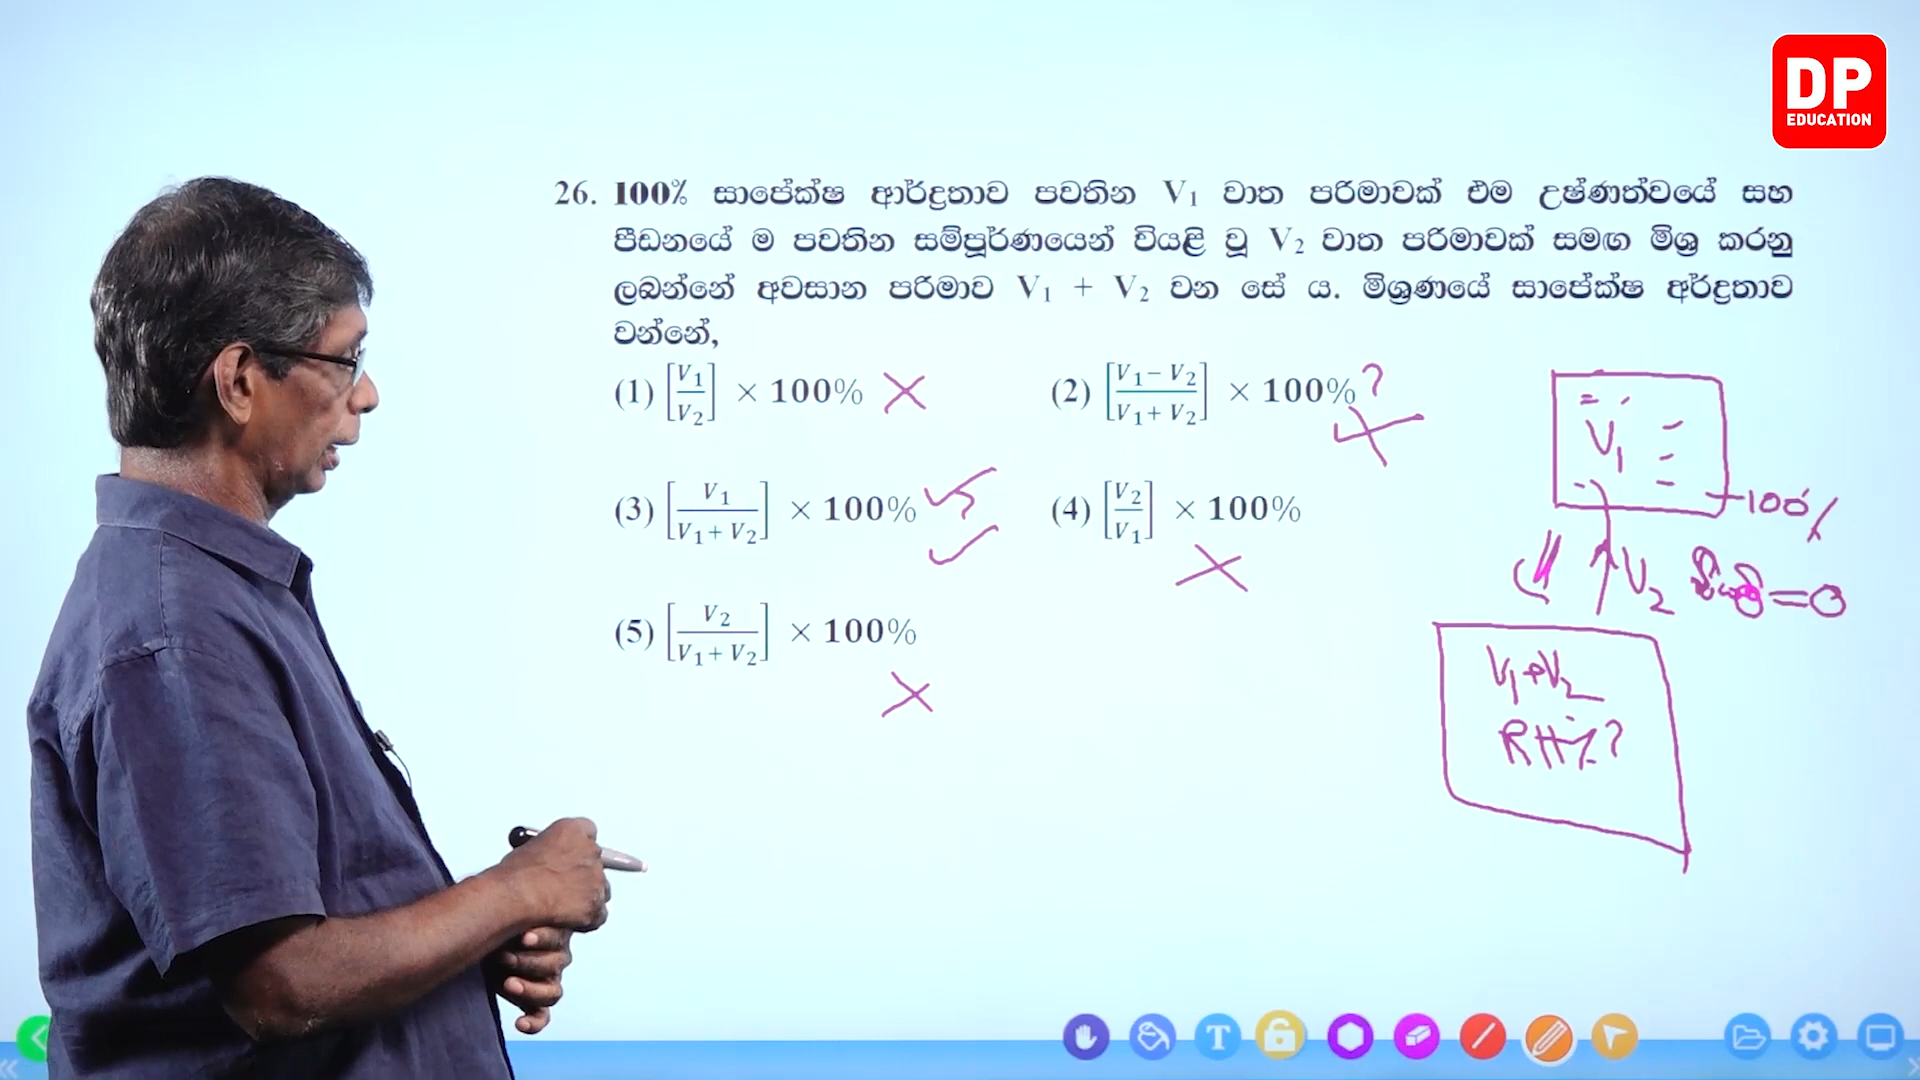 DP
EDUCATION
26. 100% සාපේක්ෂ ආර්ද්‍රතාව පවතින V₁ වාත පරිමාවක් එම උෂ්ණත්වයේ සහ
පීඩනයේ ම පවතින සම්පූර්ණයෙන් වියළි වූ V₂ වාත පරිමාවක් සමඟ මිශ්‍ර කරනු
ලබන්නේ අවසාන පරිමාව V₁ + V₂ වන සේ ය. මිශ්‍රණයේ සාපේක්ෂ අර්ද්‍රතාව
වන්නේ,
(1) [V₁/V₂] × 100% (2) [V₁ − V₂/V₁ + V₂] × 100% ?
(3) [V₁/V₁ + V₂] × 100% (4) [V₂/V₁] × 100%
(5) [V₂/V₁ + V₂] × 100%
V₁
100%
V₂ = 0
V₁+V₂
RH%?
T